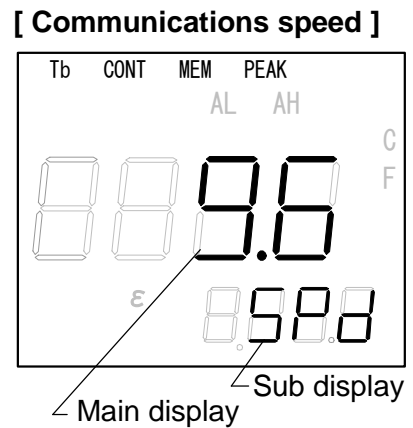 [ Communications speed ]
Tb CONT MEM PEAK
AL AH
C
F
9.6
ε
SPd
Sub display
Main display